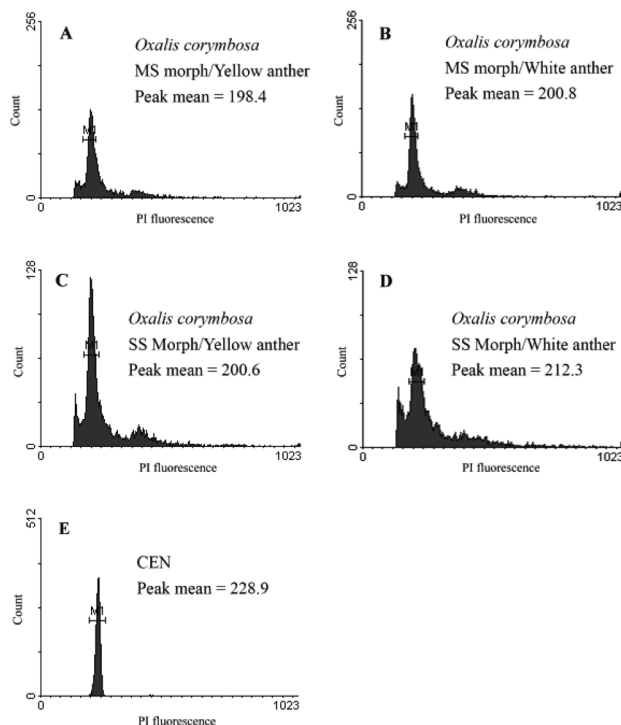 256
A
Oxalis corymbosa
MS morph/Yellow anther
Peak mean = 198.4
Count
M
0
0
1023
PI fluorescence
256
B
Oxalis corymbosa
MS morph/White anther
Peak mean = 200.8
Count
M
0
0
1023
PI fluorescence
128
C
Oxalis corymbosa
SS Morph/Yellow anther
Peak mean = 200.6
Count
M
0
0
1023
PI fluorescence
128
D
Oxalis corymbosa
SS Morph/White anther
Peak mean = 212.3
Count
0
0
1023
PI fluorescence
512
E
CEN
Peak mean = 228.9
Count
M
0
0
1023
PI fluorescence